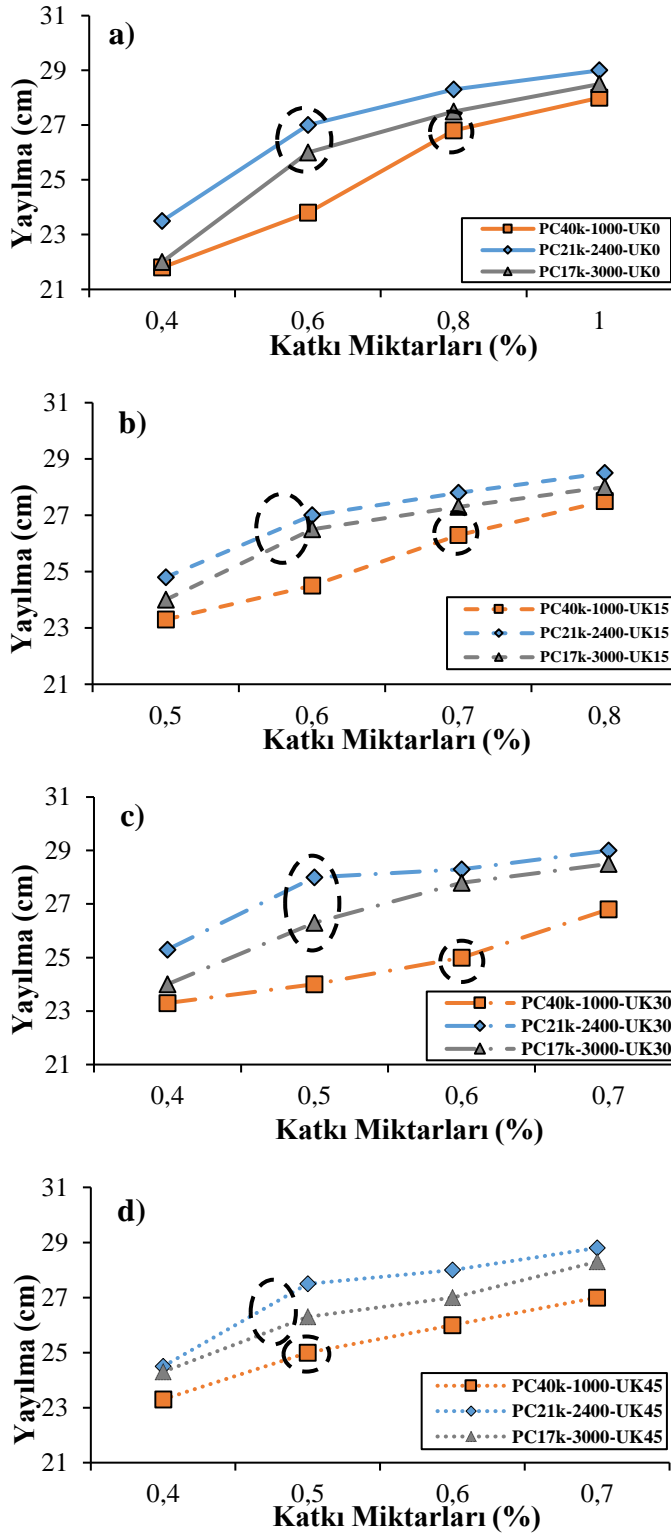 a)
Yayılma (cm)
31
29
27
25
23
21
PC40k-1000-UK0
PC21k-2400-UK0
PC17k-3000-UK0
0,4 0,6 0,8 1
Katkı Miktarları (%)
b)
Yayılma (cm)
31
29
27
25
23
21
PC40k-1000-UK15
PC21k-2400-UK15
PC17k-3000-UK15
0,5 0,6 0,7 0,8
Katkı Miktarları (%)
c)
Yayılma (cm)
31
29
27
25
23
21
PC40k-1000-UK30
PC21k-2400-UK30
PC17k-3000-UK30
0,4 0,5 0,6 0,7
Katkı Miktarları (%)
d)
Yayılma (cm)
31
29
27
25
23
21
PC40k-1000-UK45
PC21k-2400-UK45
PC17k-3000-UK45
0,4 0,5 0,6 0,7
Katkı Miktarları (%)